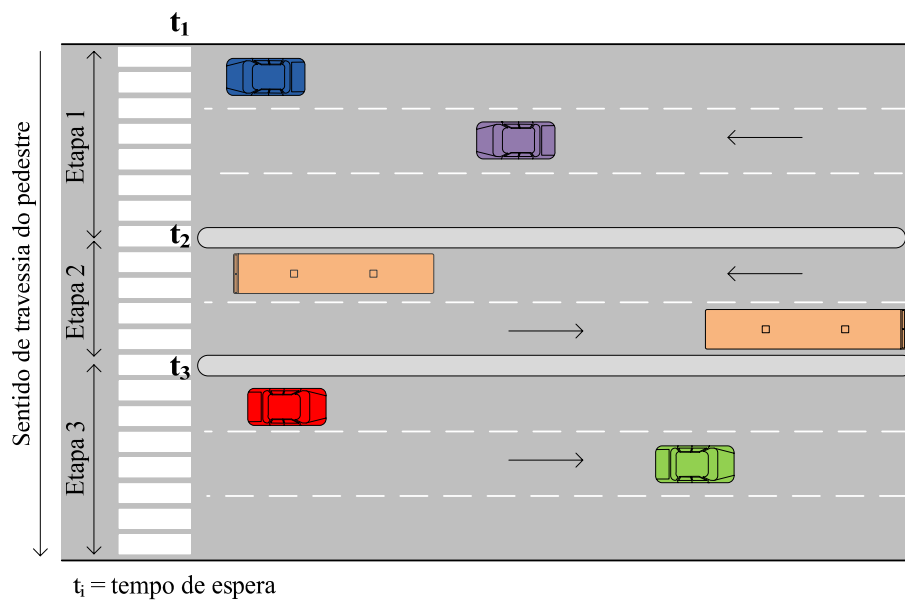 t1
Sentido de travessia do pedestre
Etapa 1
t2
Etapa 2
t3
Etapa 3
ti = tempo de espera